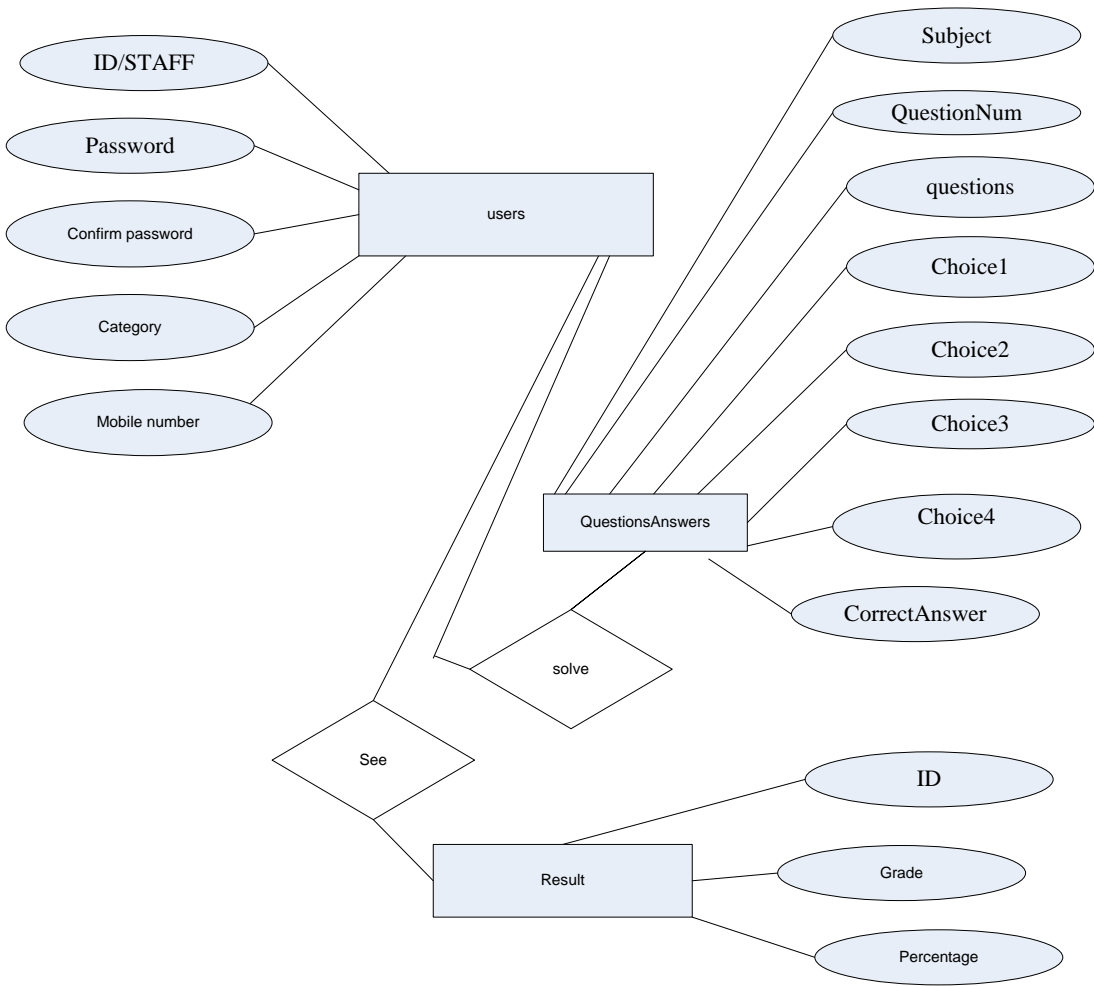 Subject
ID/STAFF
QuestionNum
Password
questions
users
Confirm password
Choice1
Category
Choice2
Mobile number
Choice3
QuestionsAnswers
Choice4
CorrectAnswer
solve
See
ID
Result
Grade
Percentage